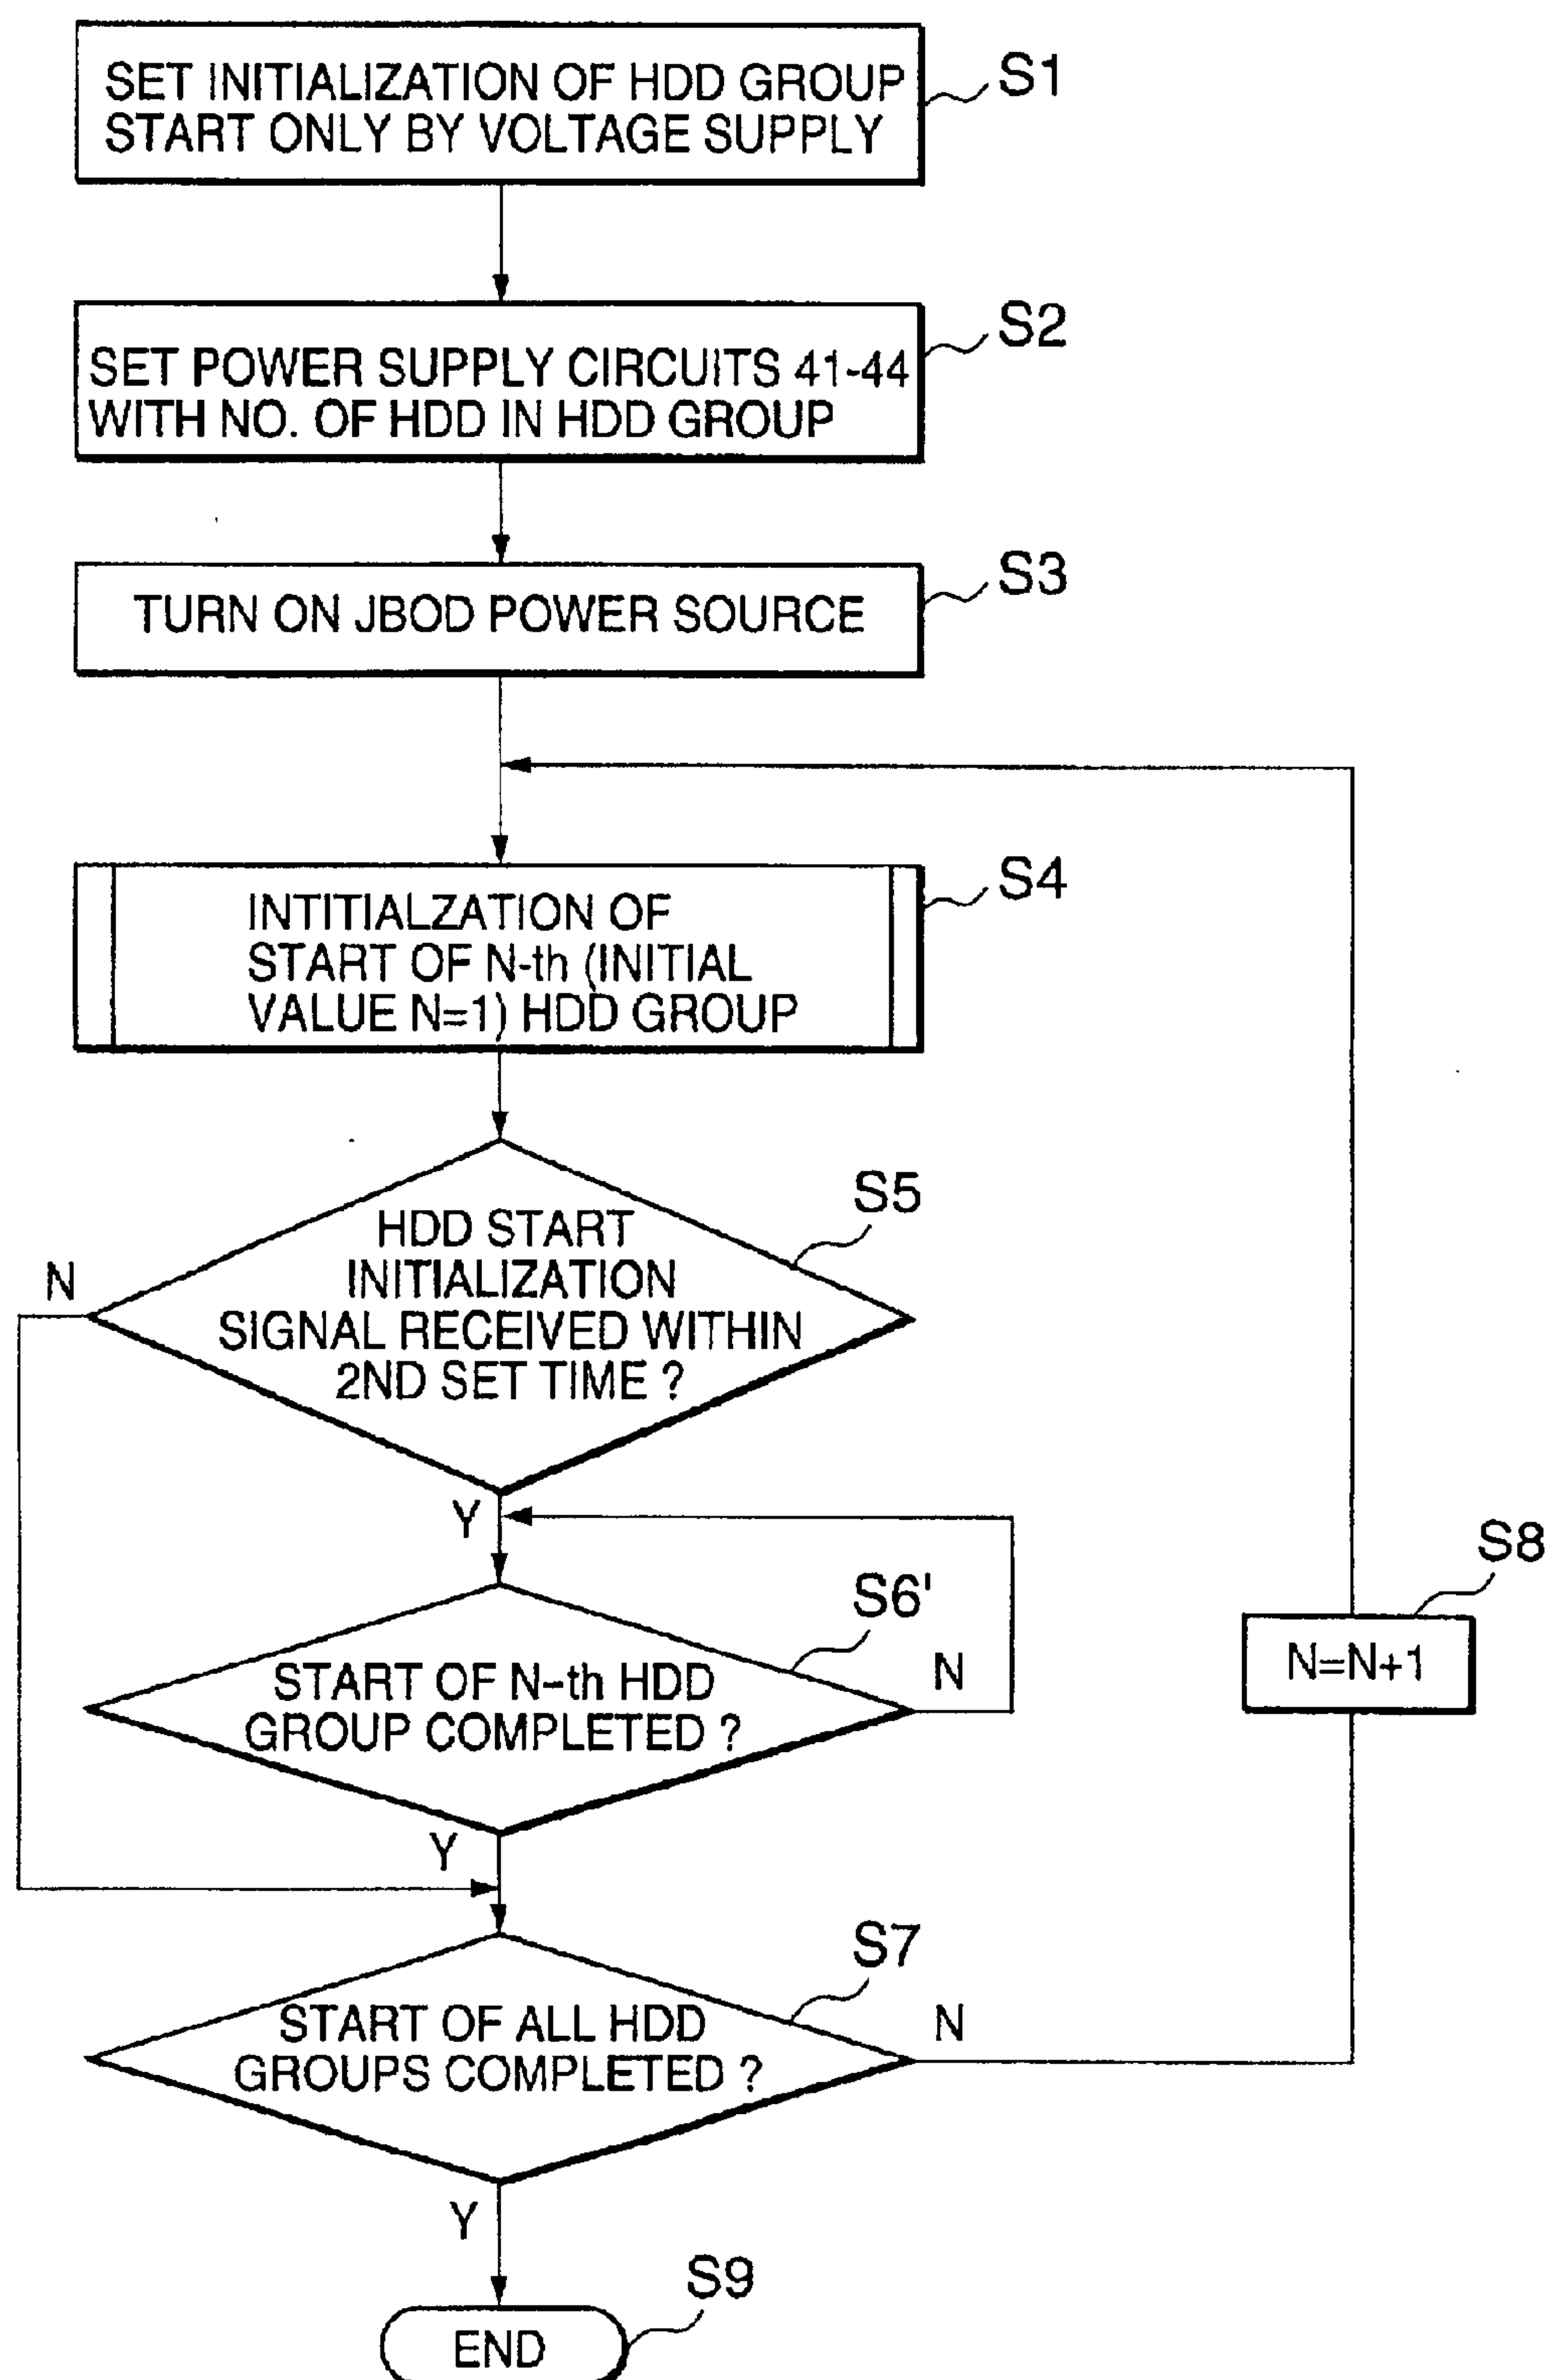 SET INITIALIZATION OF HDD GROUP
START ONLY BY VOLTAGE SUPPLY
S1
SET POWER SUPPLY CIRCUITS 41-44
WITH NO. OF HDD IN HDD GROUP
S2
TURN ON JBOD POWER SOURCE
S3
INTITIALZATION OF
START OF N-th (INITIAL
VALUE N=1) HDD GROUP
S4
HDD START
INITIALIZATION
SIGNAL RECEIVED WITHIN
2ND SET TIME ?
S5
N
Y
START OF N-th HDD
GROUP COMPLETED ?
S6'
N
Y
N=N+1
S8
START OF ALL HDD
GROUPS COMPLETED ?
S7
N
Y
END
S9